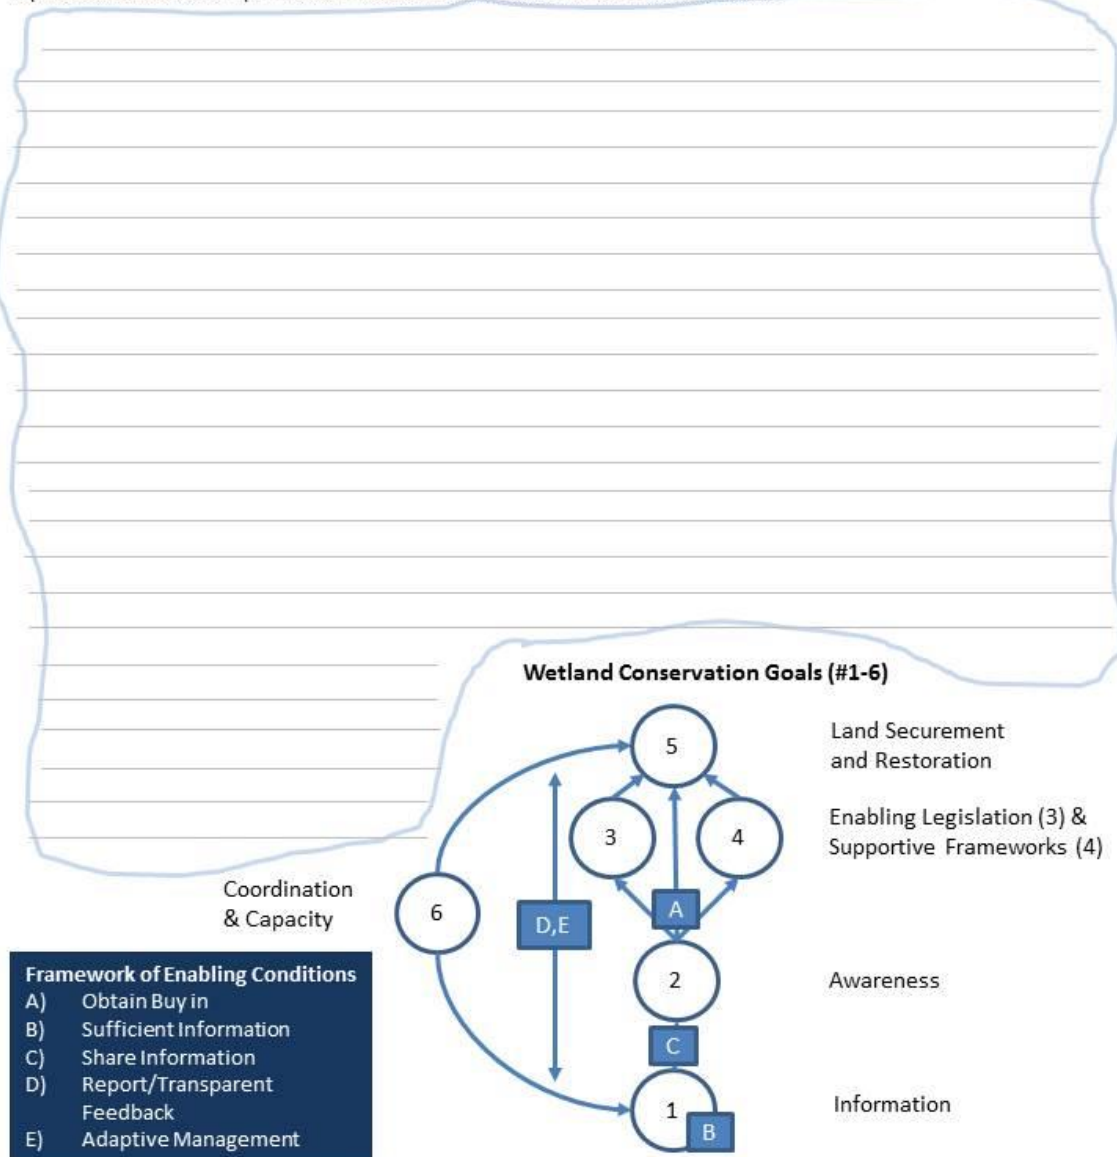 Wetland Conservation Goals (#1-6)
5
Land Securement
and Restoration
3
4
Enabling Legislation (3) &
Supportive Frameworks (4)
Coordination
& Capacity
6
D,E
A
2
Awareness
C
1
B
Information
Framework of Enabling Conditions
A) Obtain Buy in
B) Sufficient Information
C) Share Information
D) Report/Transparent
Feedback
E) Adaptive Management